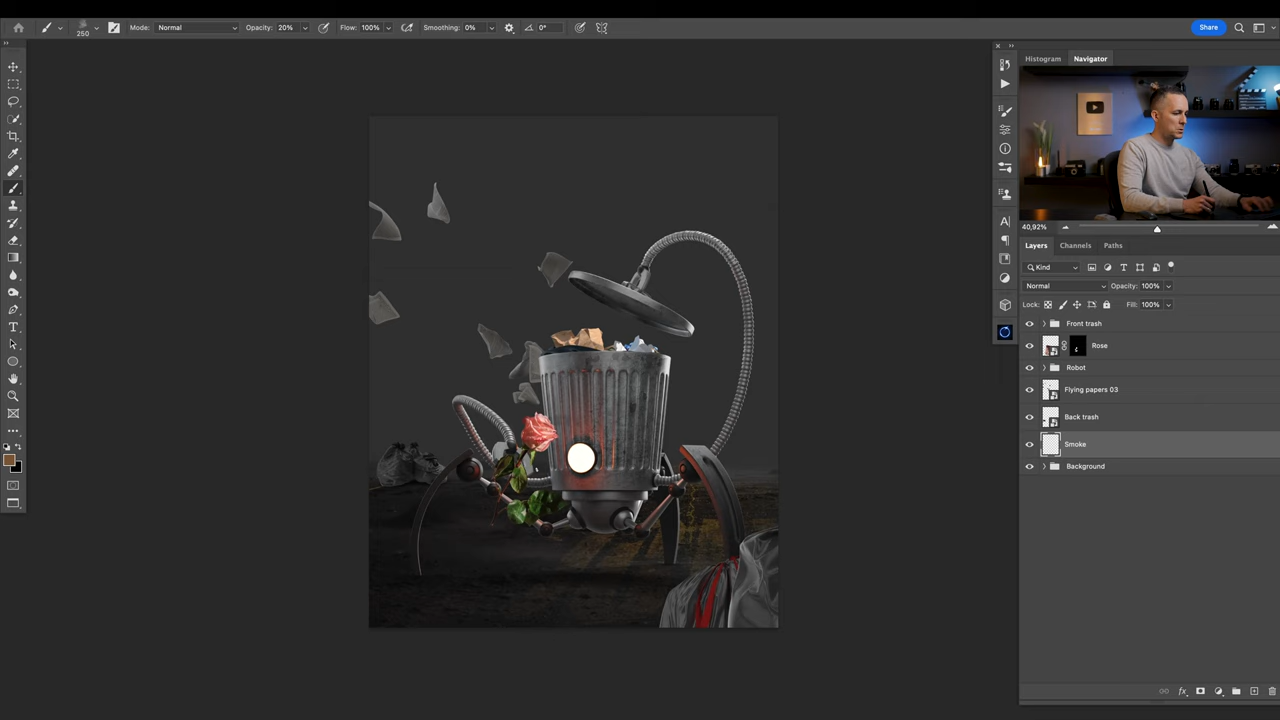 250 Mode: Normal Opacity: 20% Flow: 100% Smoothing: 0% 0° Share
Histogram Navigator
40,92%
Layers Channels Paths
Kind
Normal Opacity: 100%
Lock: Fill: 100%
Front trash
Rose
Robot
Flying papers 03
Back trash
Smoke
Background